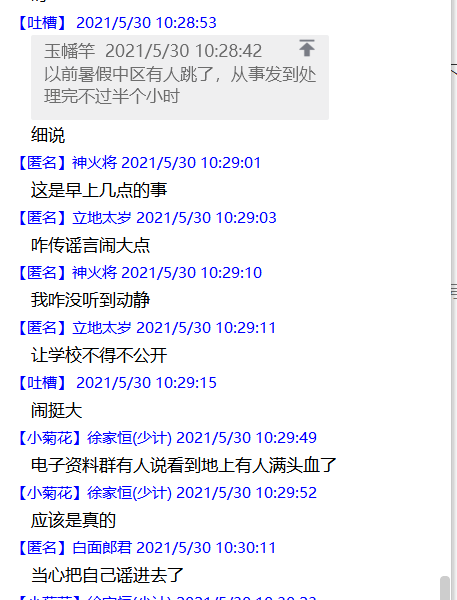 【吐槽】 2021/5/30 10:28:53
玉幡竿 2021/5/30 10:28:42
以前暑假中区有人跳了，从事发到处
理完不过半个小时
细说
【匿名】神火将 2021/5/30 10:29:01
这是早上几点的事
【匿名】立地太岁 2021/5/30 10:29:03
咋传谣言闹大点
【匿名】神火将 2021/5/30 10:29:10
我咋没听到动静
【匿名】立地太岁 2021/5/30 10:29:11
让学校不得不公开
【吐槽】 2021/5/30 10:29:15
闹挺大
【小菊花】徐家恒(少计) 2021/5/30 10:29:49
电子资料群有人说看到地上有人满头血了
【小菊花】徐家恒(少计) 2021/5/30 10:29:52
应该是真的
【匿名】白面郎君 2021/5/30 10:30:11
当心把自己谣进去了